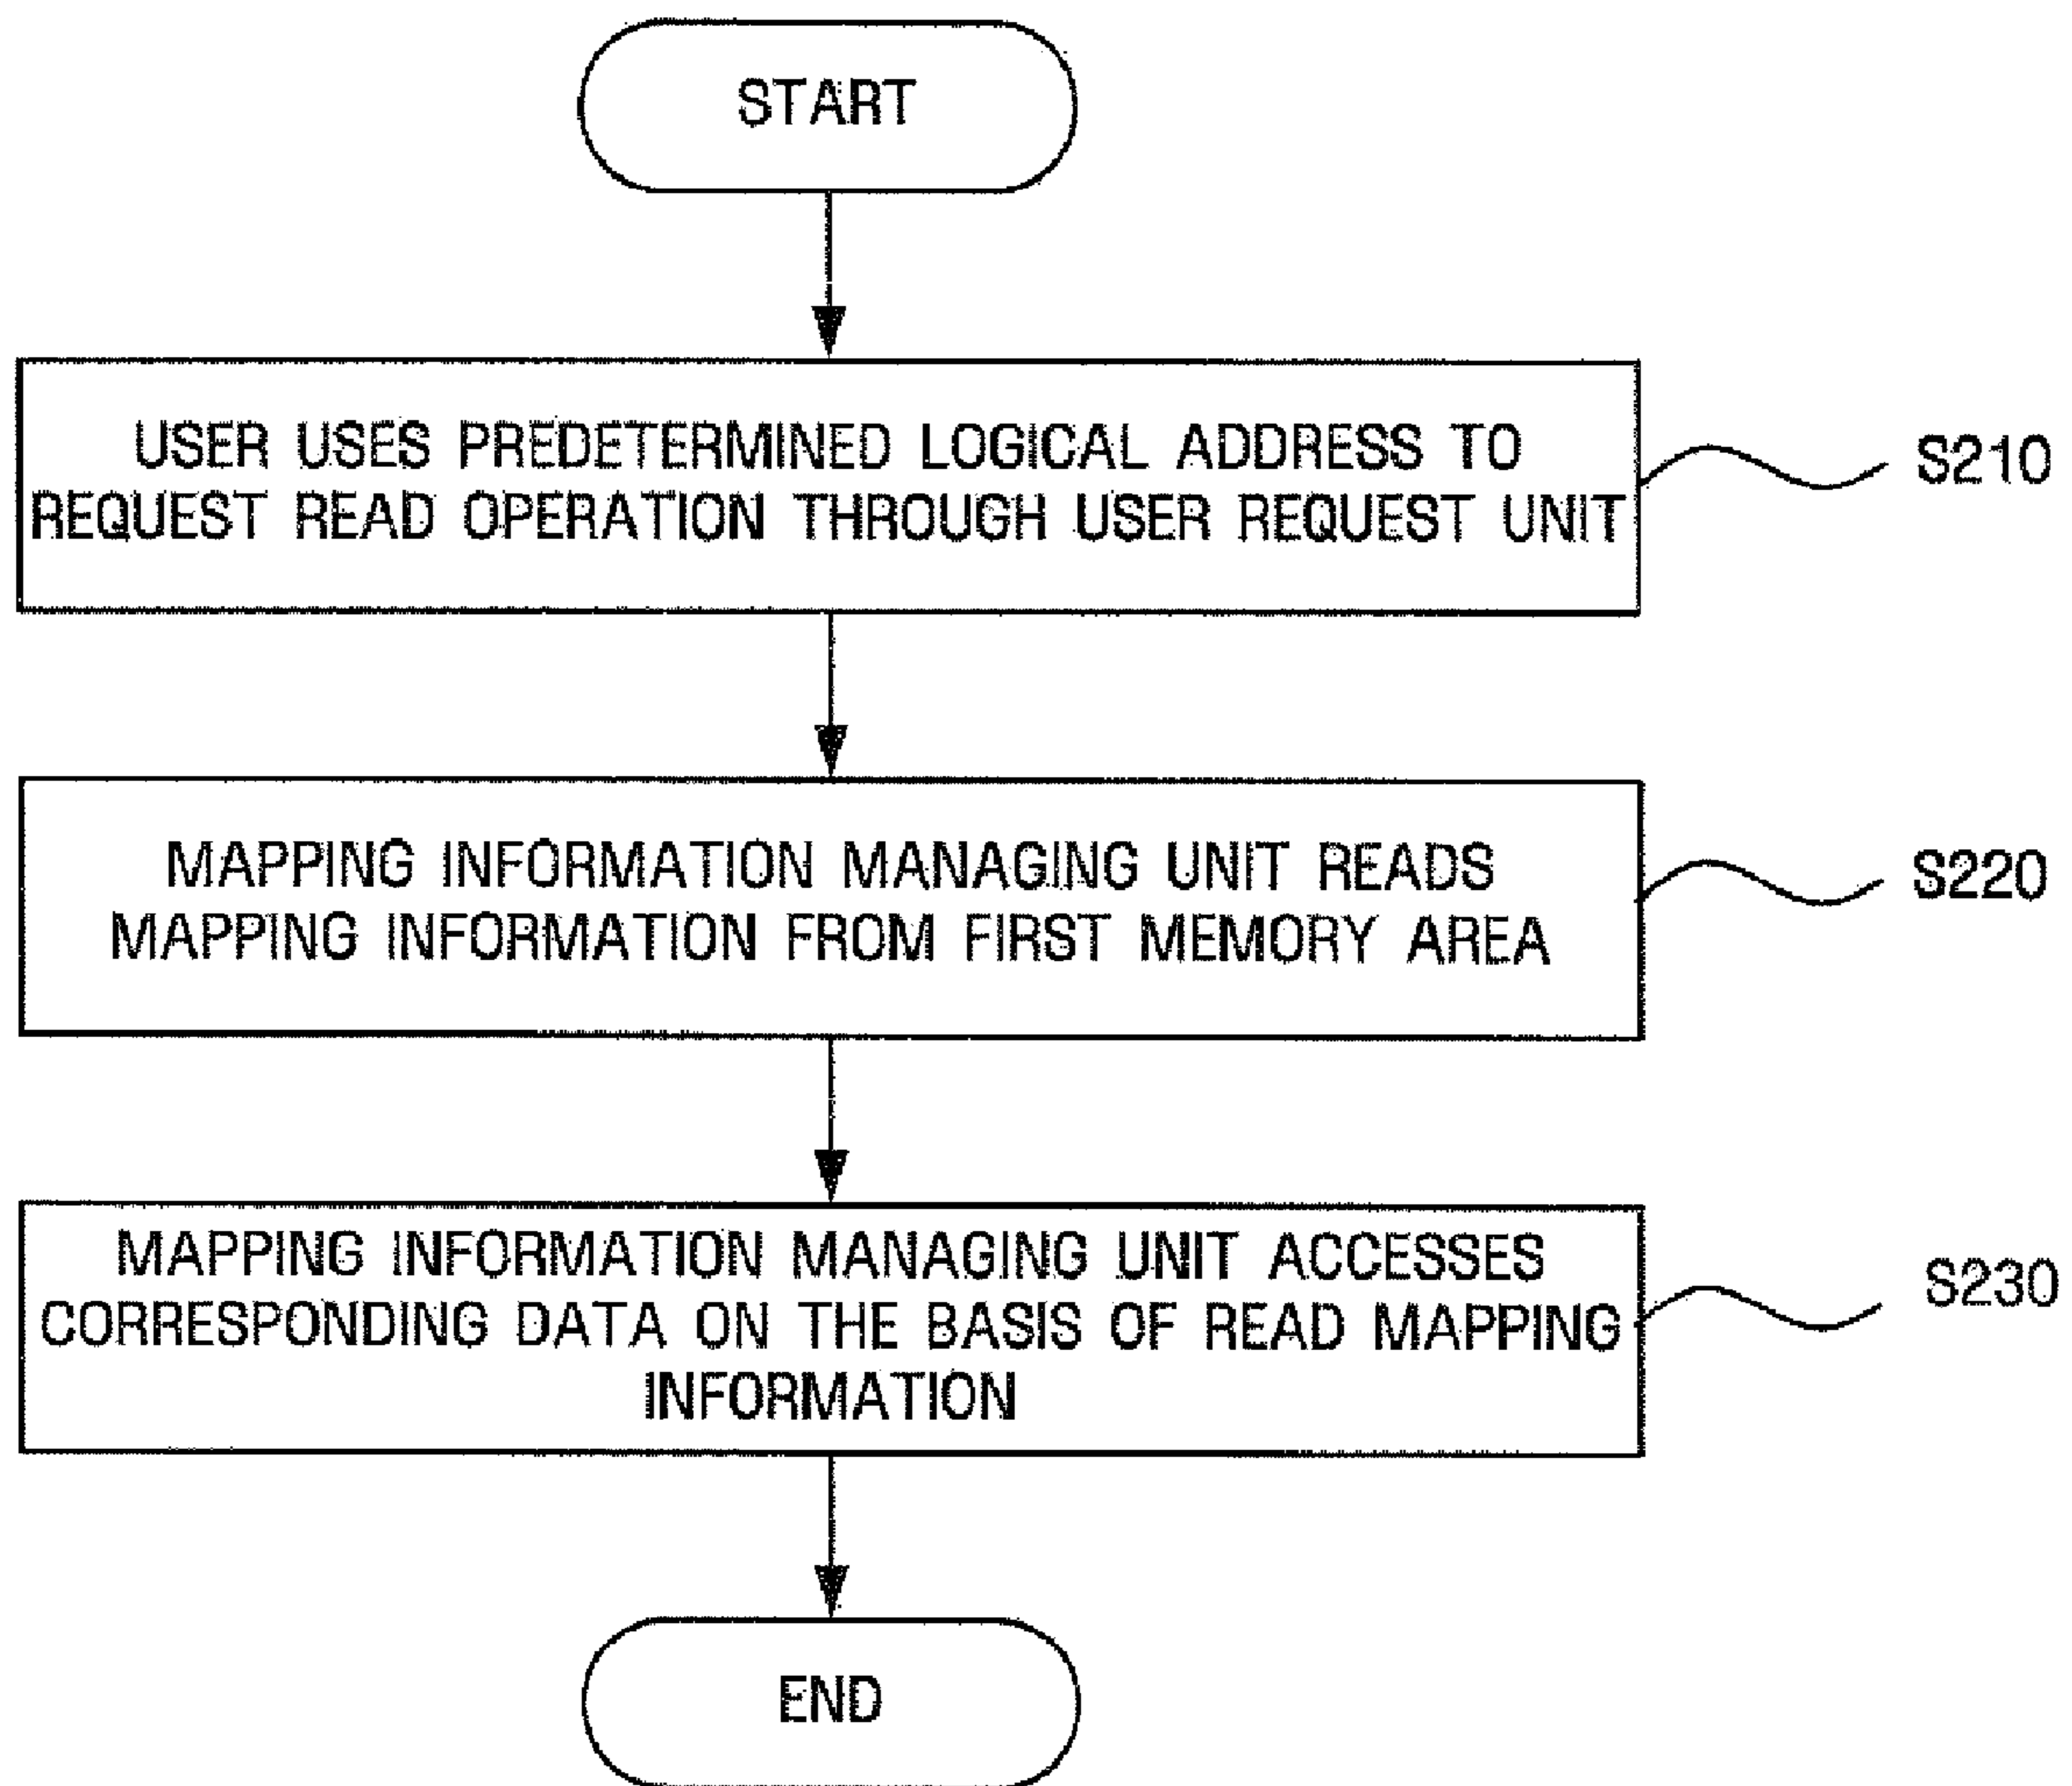 START
USER USES PREDETERMINED LOGICAL ADDRESS TO
REQUEST READ OPERATION THROUGH USER REQUEST UNIT
S210
MAPPING INFORMATION MANAGING UNIT READS
MAPPING INFORMATION FROM FIRST MEMORY AREA
S220
MAPPING INFORMATION MANAGING UNIT ACCESSES
CORRESPONDING DATA ON THE BASIS OF READ MAPPING
INFORMATION
S230
END